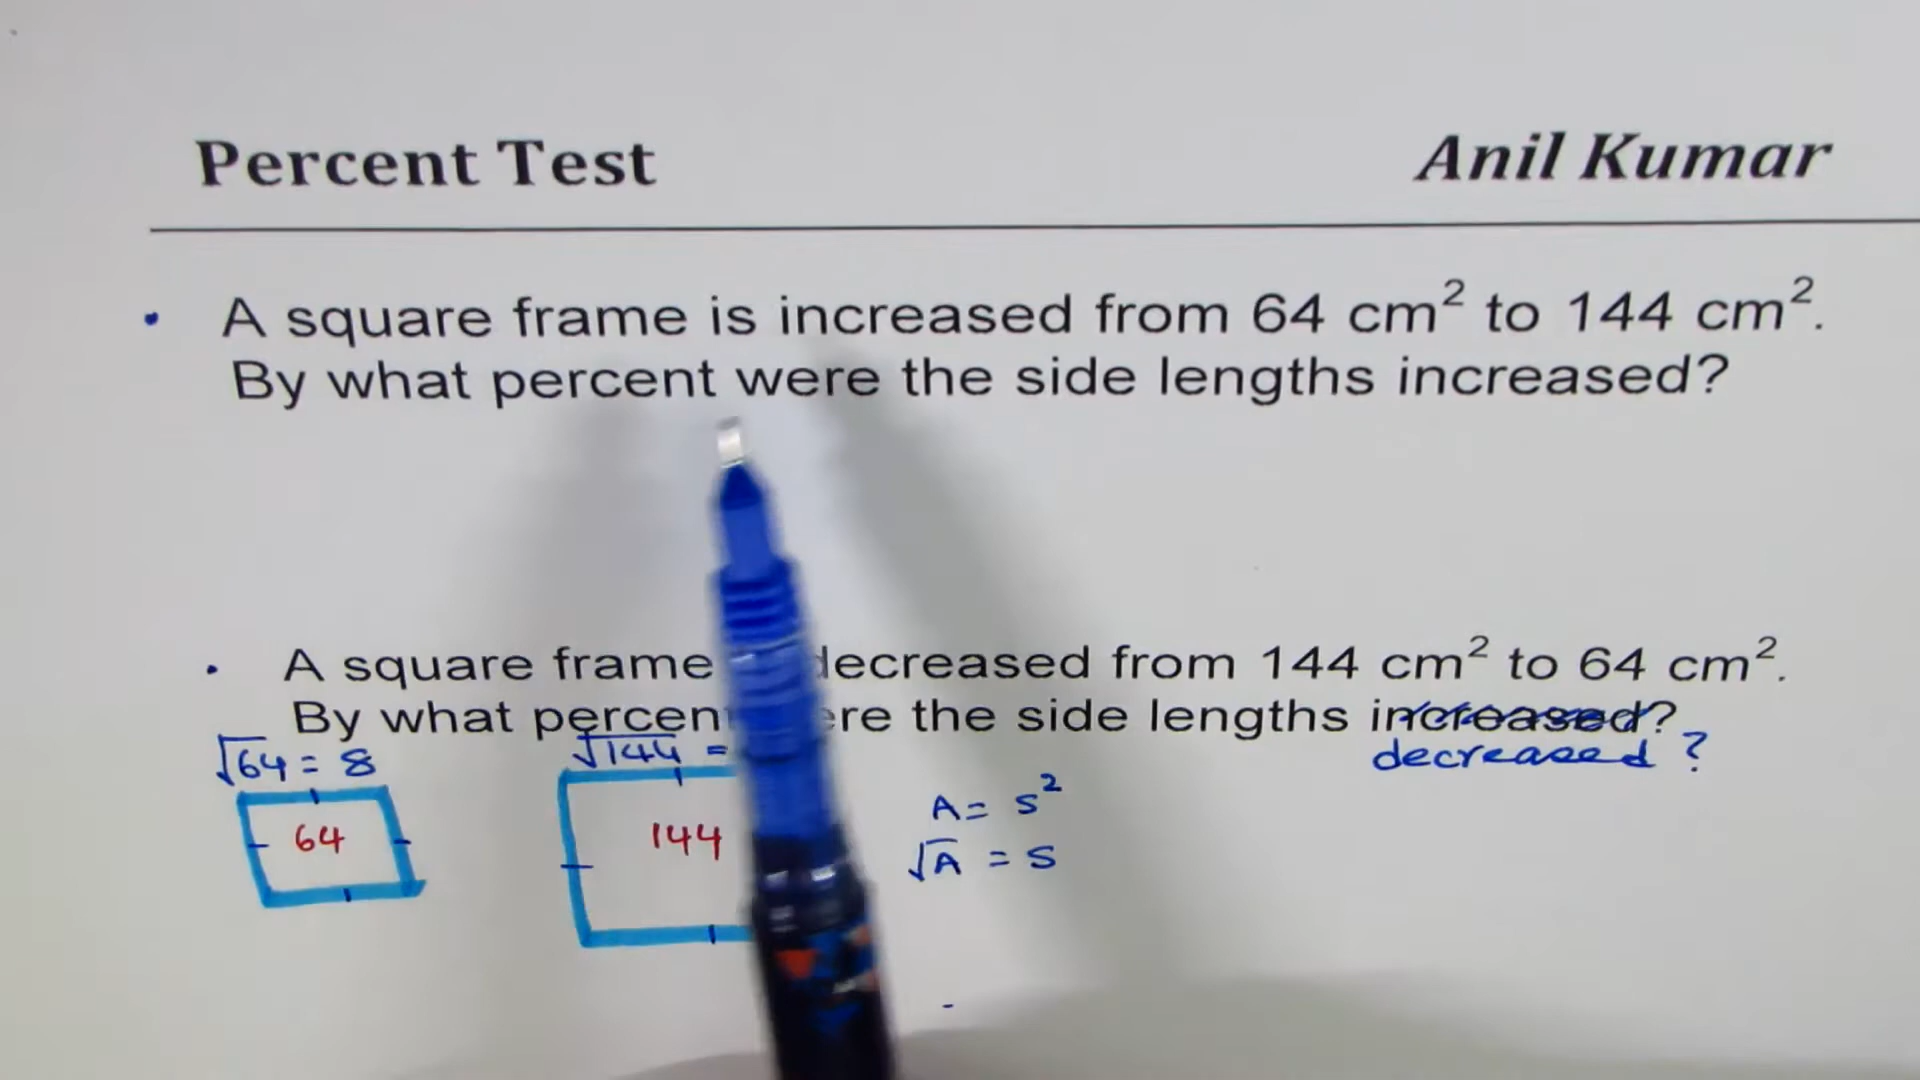 Percent Test
Anil Kumar
• A square frame is increased from 64 cm² to 144 cm².
By what percent were the side lengths increased?
• A square frame decreased from 144 cm² to 64 cm².
By what the side lengths increased?
decreased ?
√64 = 8
√144 =
64
144
A = s²
√A = s